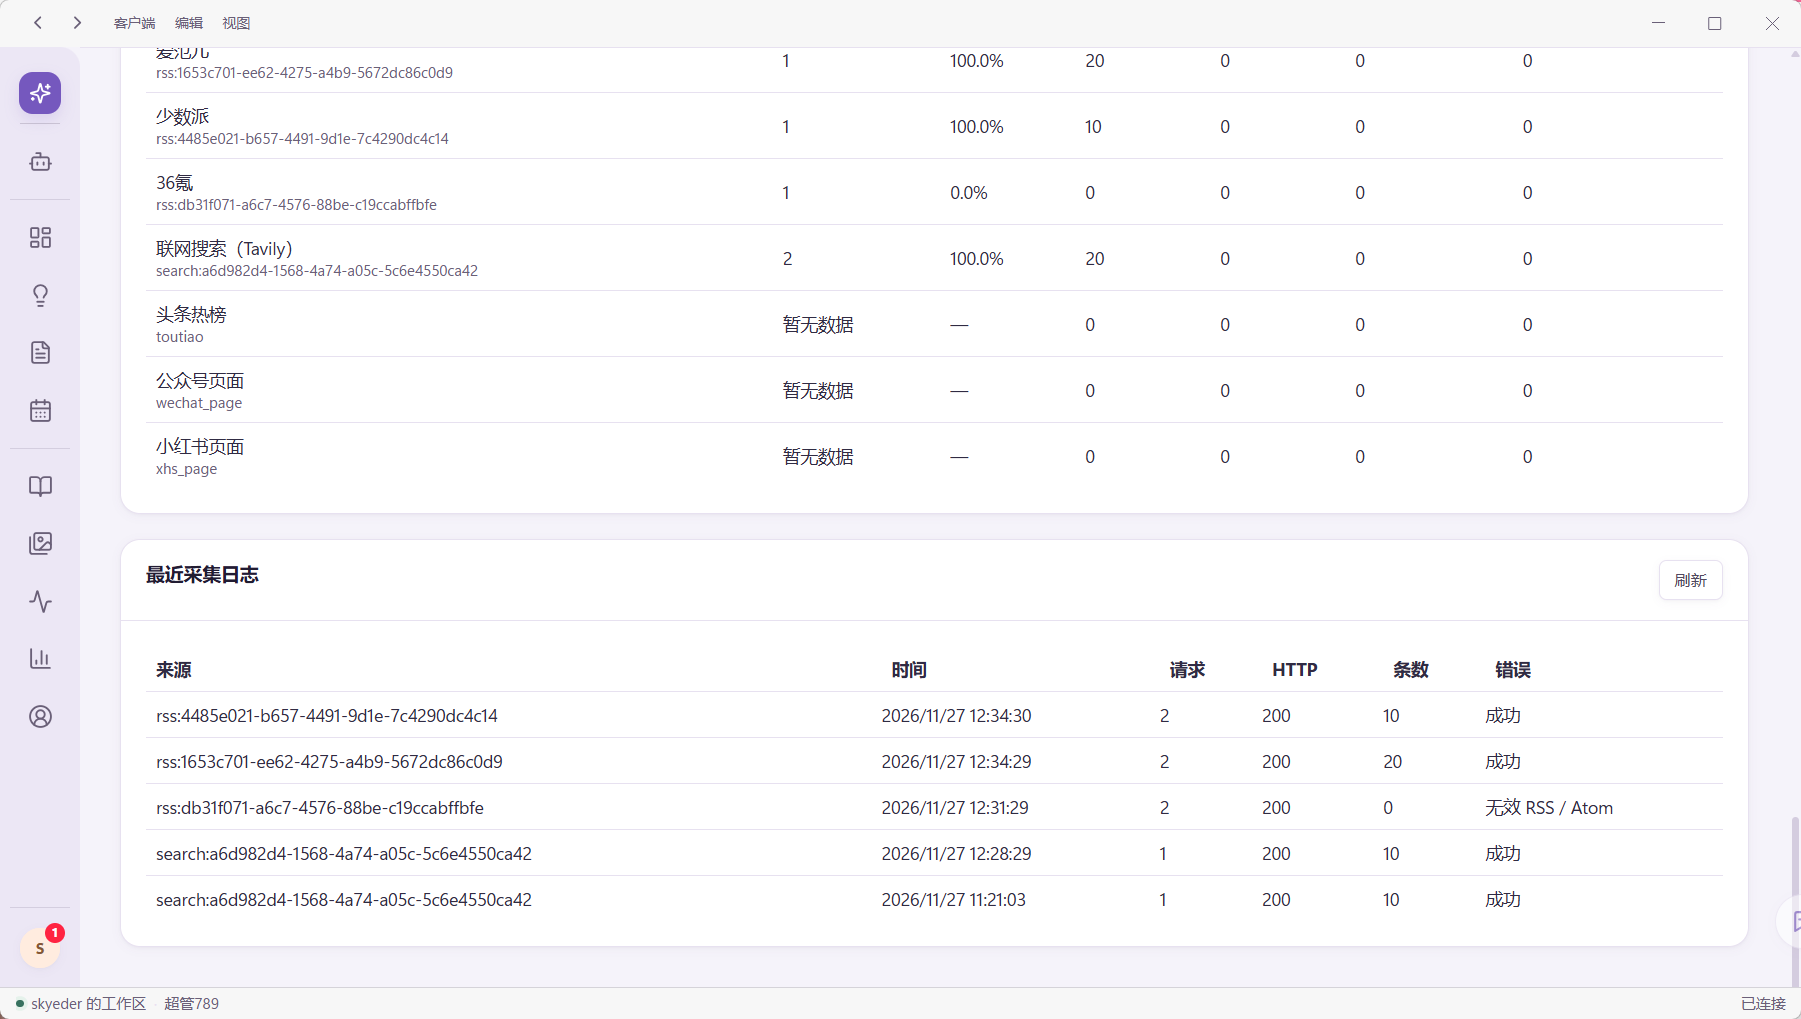 客户端 编辑 视图
爱范儿 1 100.0% 20 0 0 0
rss:1653c701-ee62-4275-a4b9-5672dc86c0d9
少数派 1 100.0% 10 0 0 0
rss:4485e021-b657-4491-9d1e-7c4290dc4c14
36氪 1 0.0% 0 0 0 0
rss:db31f071-a6c7-4576-88be-c19ccabffbfe
联网搜索（Tavily） 2 100.0% 20 0 0 0
search:a6d982d4-1568-4a74-a05c-5c6e4550ca42
头条热榜 暂无数据 — 0 0 0 0
toutiao
公众号页面 暂无数据 — 0 0 0 0
wechat_page
小红书页面 暂无数据 — 0 0 0 0
xhs_page
最近采集日志 刷新
来源 时间 请求 HTTP 条数 错误
rss:4485e021-b657-4491-9d1e-7c4290dc4c14 2026/11/27 12:34:30 2 200 10 成功
rss:1653c701-ee62-4275-a4b9-5672dc86c0d9 2026/11/27 12:34:29 2 200 20 成功
rss:db31f071-a6c7-4576-88be-c19ccabffbfe 2026/11/27 12:31:29 2 200 0 无效 RSS / Atom
search:a6d982d4-1568-4a74-a05c-5c6e4550ca42 2026/11/27 12:28:29 1 200 10 成功
search:a6d982d4-1568-4a74-a05c-5c6e4550ca42 2026/11/27 11:21:03 1 200 10 成功
S 1
skyeder 的工作区 · 超管789 已连接